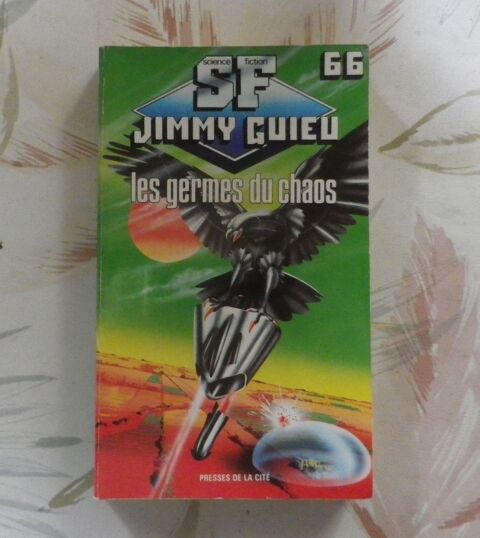 science fiction
SF
66
JIMMY GUIEU
les germes du chaos
PRESSES DE LA CITÉ